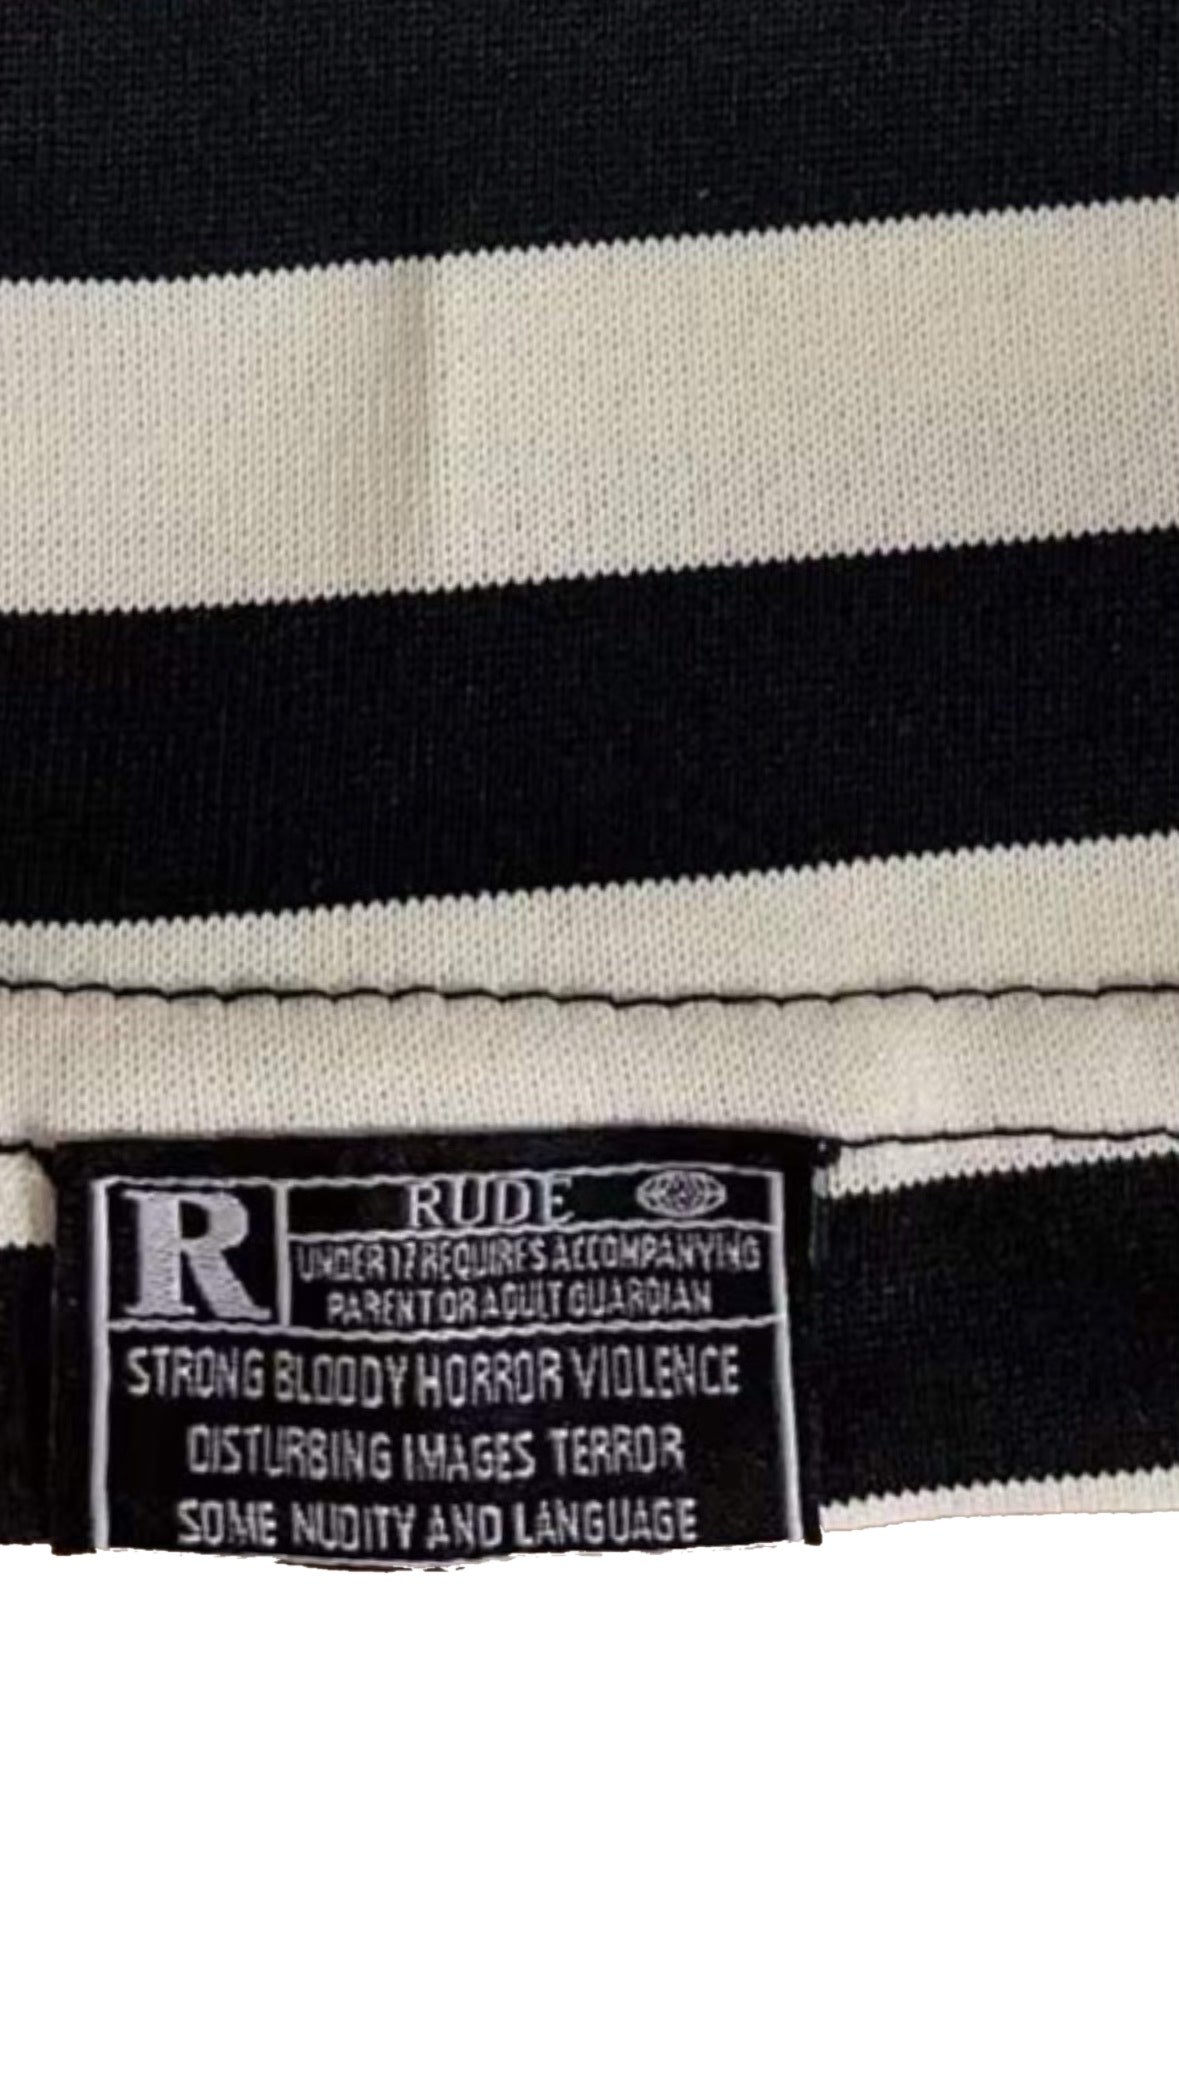 R
RUDE
UNDER 17 REQUIRES ACCOMPANYING
PARENT OR ADULT GUARDIAN
STRONG BLOODY HORROR VIOLENCE
DISTURBING IMAGES TERROR
SOME NUDITY AND LANGUAGE